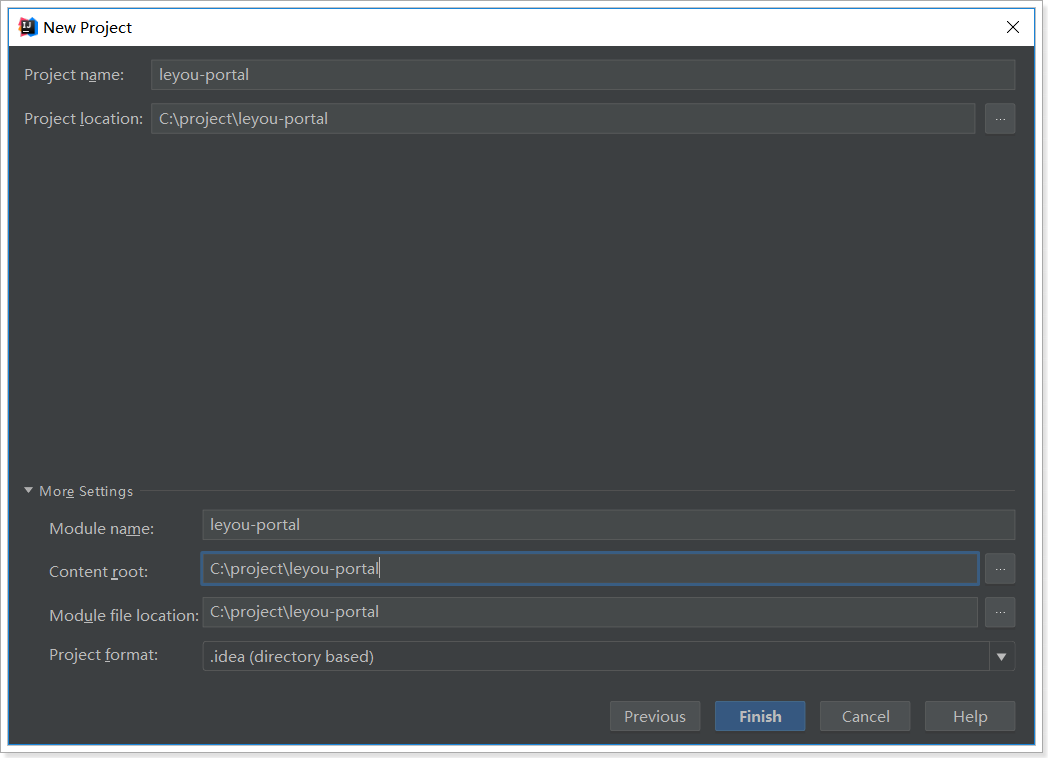 New Project
Project name: leyou-portal
Project location: C:\project\leyou-portal ...
More Settings
Module name: leyou-portal
Content root: C:\project\leyou-portal ...
Module file location: C:\project\leyou-portal ...
Project format: .idea (directory based)
Previous Finish Cancel Help